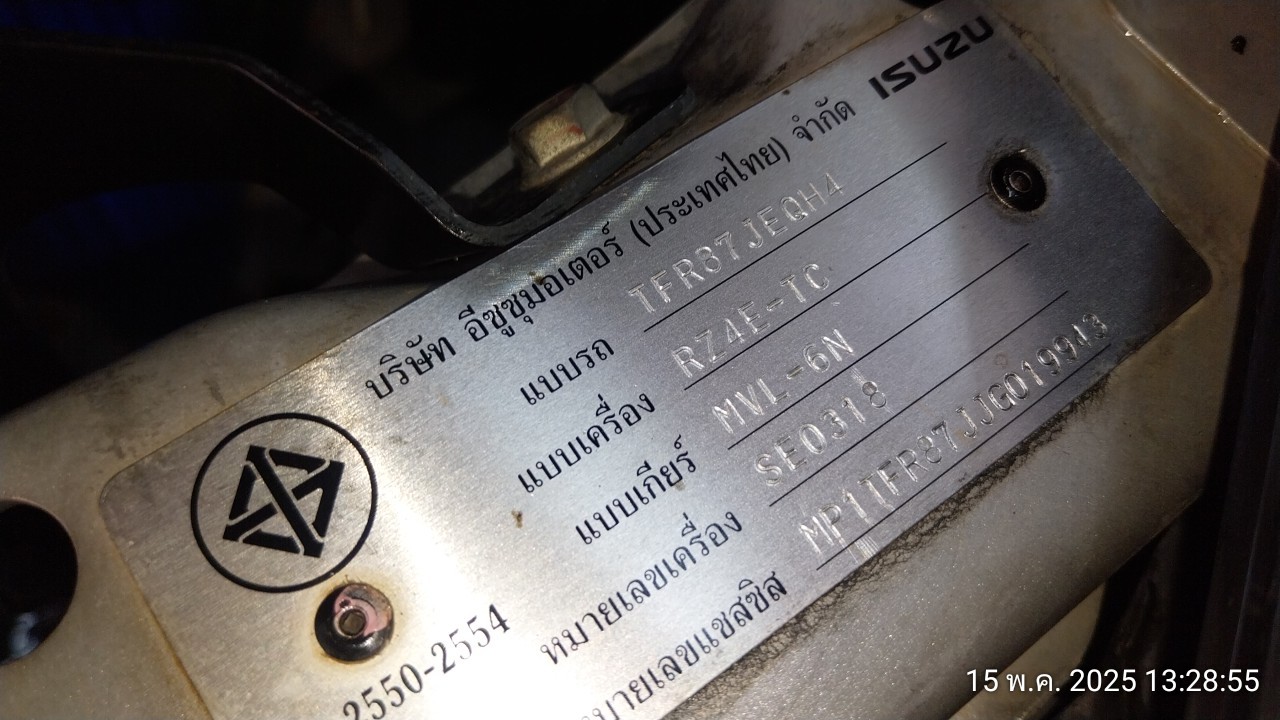 ISUZU
บริษัท อีซูซุมอเตอร์ (ประเทศไทย) จำกัด
แบบรถ TFR87JEQH4
แบบเครื่อง RZ4E-TC
แบบเกียร์ MVL-6N
หมายเลขเครื่อง SE0318
หมายเลขแชสซิส MP1TFR87JJG019943
2550-2554
15 พ.ค. 2025 13:28:55